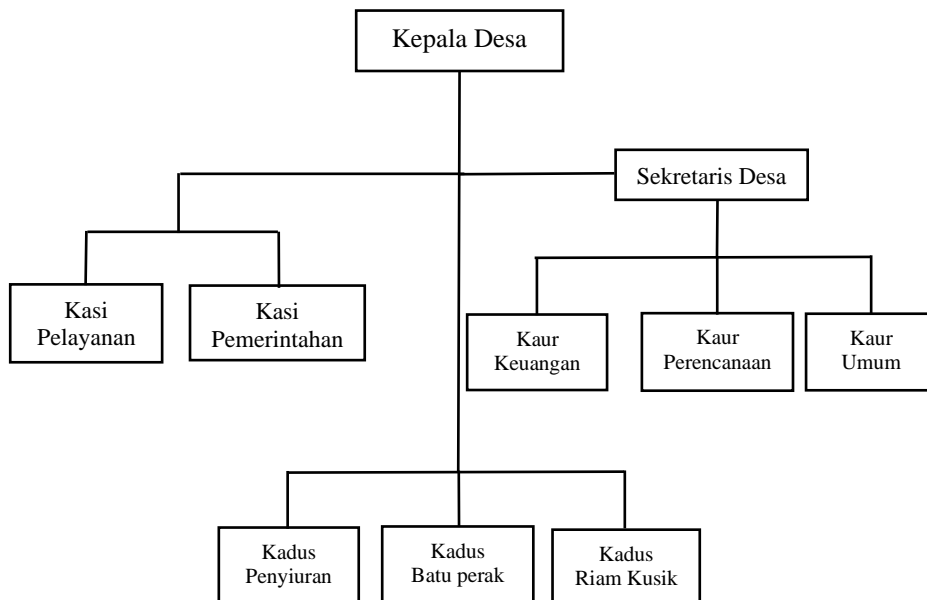 Kepala Desa
Sekretaris Desa
Kasi
Pelayanan
Kasi
Pemerintahan
Kaur
Keuangan
Kaur
Perencanaan
Kaur
Umum
Kadus
Penyiuran
Kadus
Batu perak
Kadus
Riam Kusik